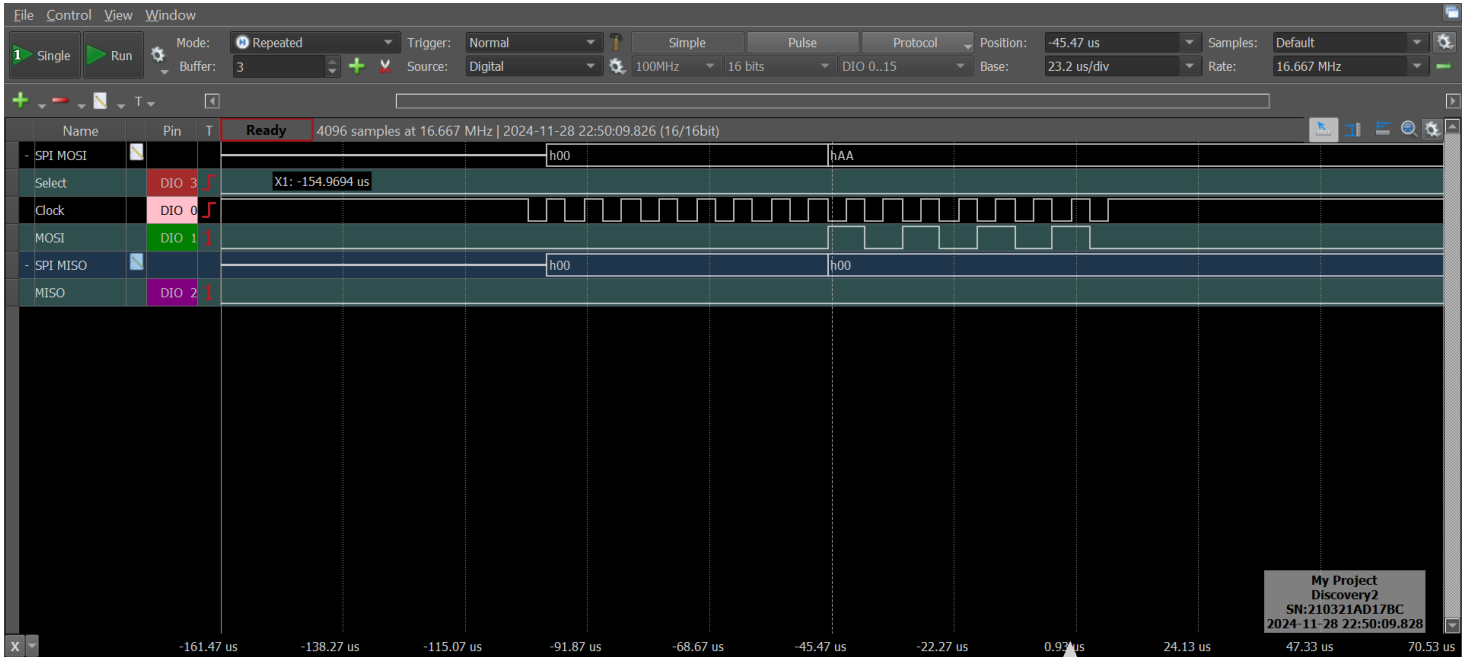 File Control View Window
1 Single Run Mode: Repeated Trigger: Normal Simple Pulse Protocol Position: -45.47 us Samples: Default
Buffer: 3 Source: Digital 100MHz 16 bits DIO 0..15 Base: 23.2 us/div Rate: 16.667 MHz
T
Name Pin T Ready 4096 samples at 16.667 MHz | 2024-11-28 22:50:09.826 (16/16bit)
- SPI MOSI h00 hAA
Select DIO 3 X1: -154.9694 us
Clock DIO 0
MOSI DIO 1
- SPI MISO h00 h00
MISO DIO 2
My Project
Discovery2
SN:210321AD17BC
2024-11-28 22:50:09.828
X -161.47 us -138.27 us -115.07 us -91.87 us -68.67 us -45.47 us -22.27 us 0.93 us 24.13 us 47.33 us 70.53 us